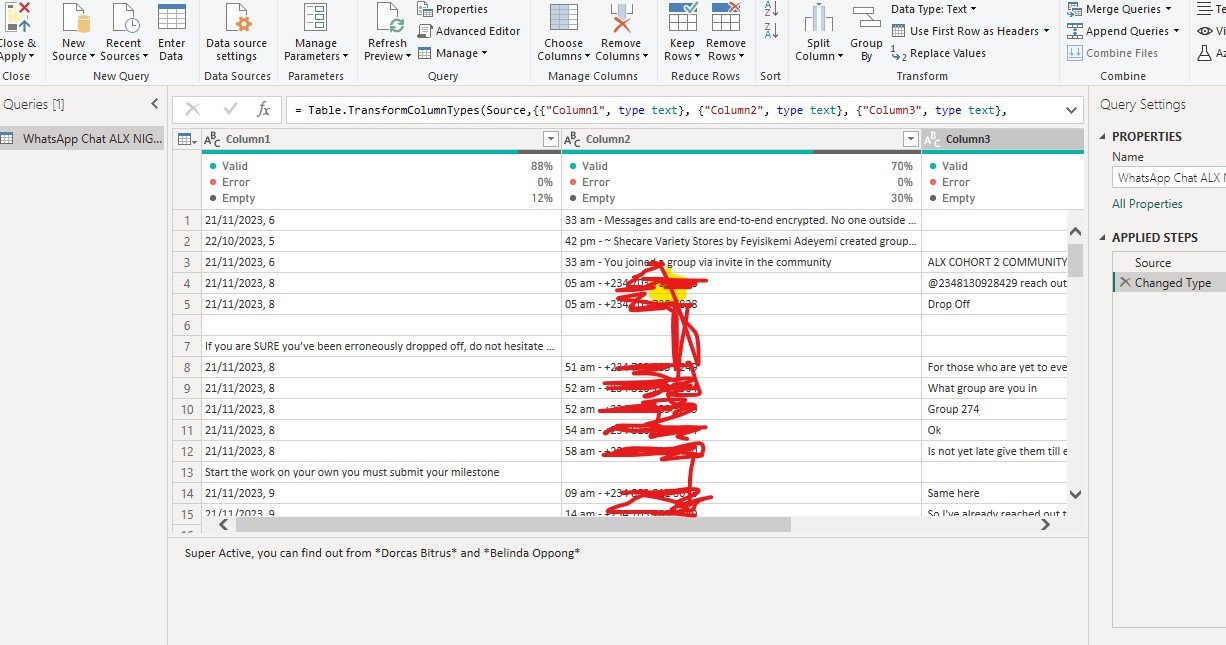 Close &
Apply
New
Source
Recent
Sources
Enter
Data
Data source
settings
Manage
Parameters
Refresh
Preview
Properties
Advanced Editor
Manage
Choose
Columns
Remove
Columns
Keep
Rows
Remove
Rows
Split
Column
Group
By
Data Type: Text
Use First Row as Headers
Replace Values
Merge Queries
Append Queries
Combine Files
Close
New Query
Data Sources
Parameters
Query
Manage Columns
Reduce Rows
Sort
Transform
Combine
Queries [1]
WhatsApp Chat ALX NIG...
fx = Table.TransformColumnTypes(Source,{{"Column1", type text}, {"Column2", type text}, {"Column3", type text},
Column1 Column2 Column3
Valid 88% Valid 70% Valid
Error 0% Error 0% Error
Empty 12% Empty 30% Empty
1 21/11/2023, 6 33 am - Messages and calls are end-to-end encrypted. No one outside ...
2 22/10/2023, 5 42 pm - ~ Shecare Variety Stores by Feyisikemi Adeyemi created group...
3 21/11/2023, 6 33 am - You joined a group via invite in the community ALX COHORT 2 COMMUNITY
4 21/11/2023, 8 05 am - +234 @2348130928429 reach out
5 21/11/2023, 8 05 am - +234 Drop Off
6
7 If you are SURE you've been erroneously dropped off, do not hesitate ...
8 21/11/2023, 8 51 am - +234 For those who are yet to eve
9 21/11/2023, 8 52 am - What group are you in
10 21/11/2023, 8 52 am - Group 274
11 21/11/2023, 8 54 am - Ok
12 21/11/2023, 8 58 am - Is not yet late give them till e
13 Start the work on your own you must submit your milestone
14 21/11/2023, 9 09 am - +234 Same here
15 21/11/2023, 9 14 am - So I've already reached out t
Super Active, you can find out from *Dorcas Bitrus* and *Belinda Oppong*
Query Settings
PROPERTIES
Name
WhatsApp Chat ALX
All Properties
APPLIED STEPS
Source
Changed Type